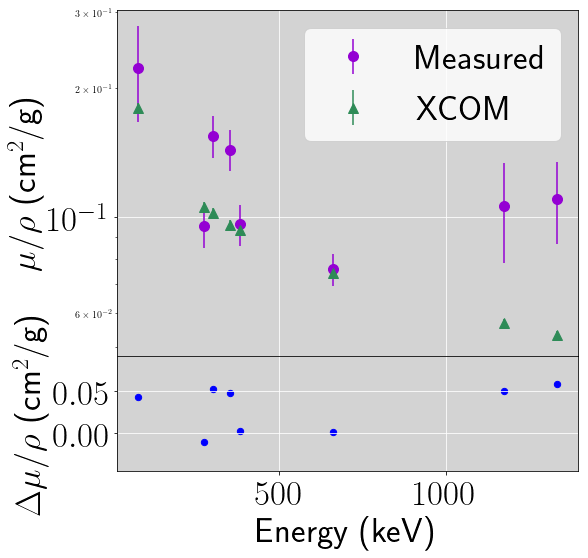 3 × 10⁻¹
2 × 10⁻¹
10⁻¹
6 × 10⁻²
μ/ρ (cm²/g)
Measured
XCOM
0.05
0.00
Δμ/ρ (cm²/g)
500
1000
Energy (keV)